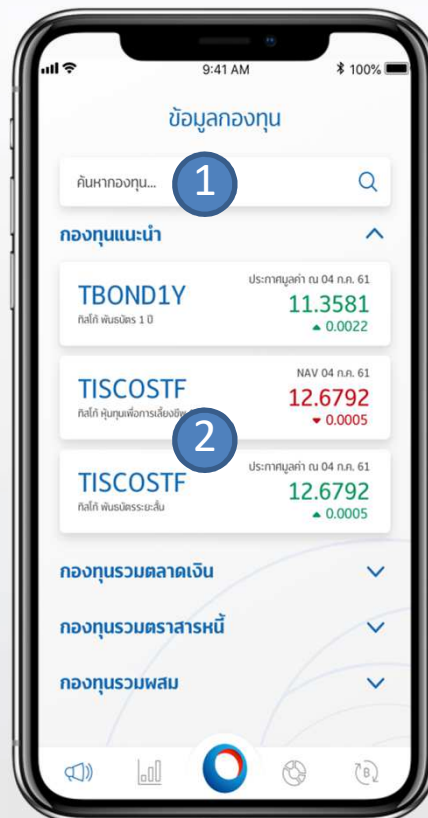 9:41 AM
100%
ข้อมูลกองทุน
ค้นหากองทุน...
1
กองทุนแนะนำ
TBOND1Y
ทิสโก้ พันธบัตร 1 ปี
ประกาศมูลค่า ณ 04 ก.ค. 61
11.3581
0.0022
TISCOSTF
ทิสโก้ หุ้นทุนเพื่อการเลี้ยงชีพ
NAV 04 ก.ค. 61
12.6792
0.0005
2
TISCOSTF
ทิสโก้ พันธบัตรระยะสั้น
ประกาศมูลค่า ณ 04 ก.ค. 61
12.6792
0.0005
กองทุนรวมตลาดเงิน
กองทุนรวมตราสารหนี้
กองทุนรวมผสม
B